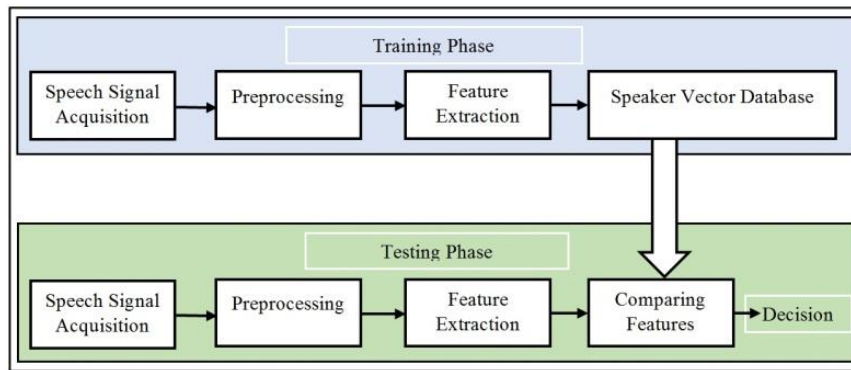 Training Phase
Speech Signal
Acquisition
Preprocessing
Feature
Extraction
Speaker Vector Database
Testing Phase
Speech Signal
Acquisition
Preprocessing
Feature
Extraction
Comparing
Features
Decision